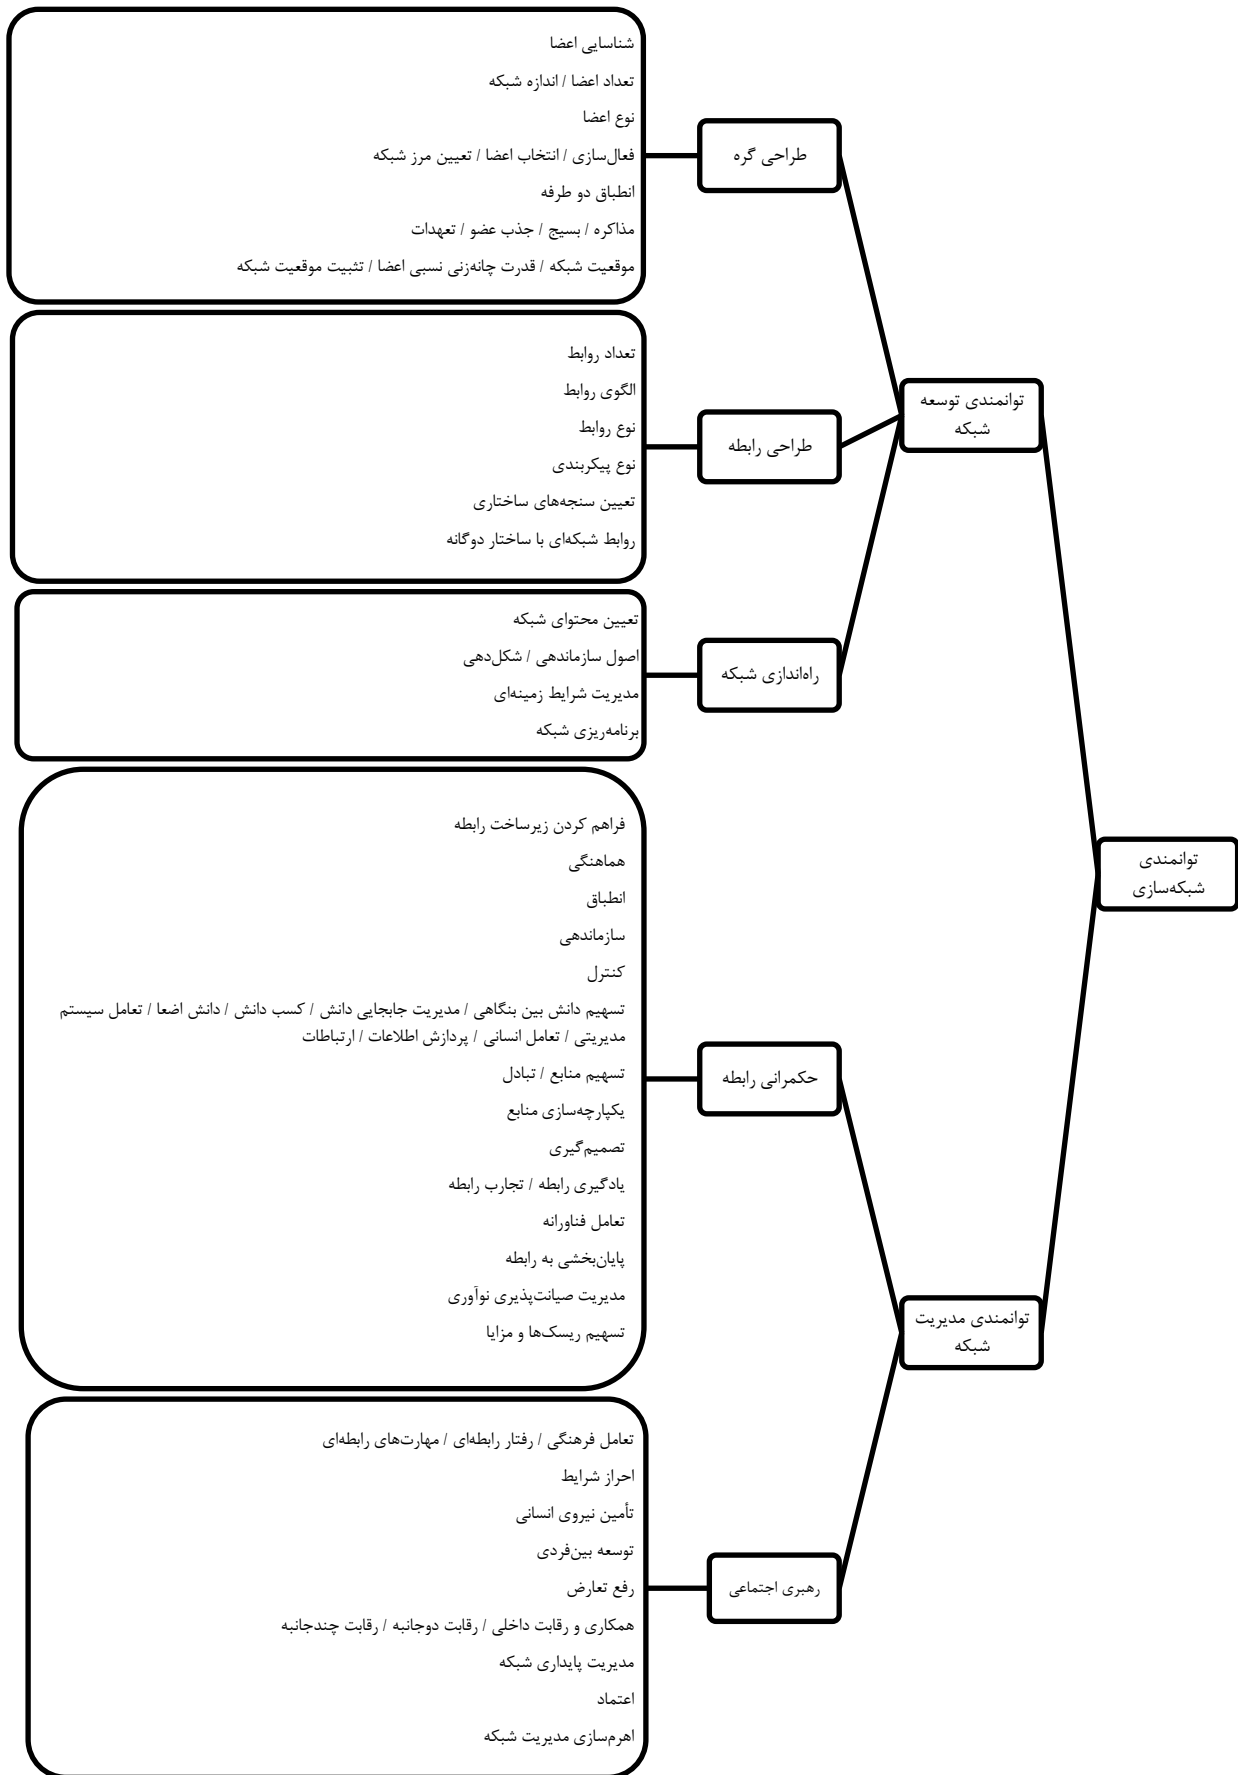 توانمندی
شبکه‌سازی
توانمندی توسعه
شبکه
طراحی گره
شناسایی اعضا
تعداد اعضا / اندازه شبکه
نوع اعضا
فعال‌سازی / انتخاب اعضا / تعیین مرز شبکه
انطباق دو طرفه
مذاکره / بسیج / جذب عضو / تعهدات
موقعیت شبکه / قدرت چانه‌زنی نسبی اعضا / تثبیت موقعیت شبکه
طراحی رابطه
تعداد روابط
الگوی روابط
نوع روابط
نوع پیکربندی
تعیین سنجه‌های ساختاری
روابط شبکه‌ای با ساختار دوگانه
راه‌اندازی شبکه
تعیین محتوای شبکه
اصول سازماندهی / شکل‌دهی
مدیریت شرایط زمینه‌ای
برنامه‌ریزی شبکه
توانمندی مدیریت
شبکه
حکمرانی رابطه
فراهم کردن زیرساخت رابطه
هماهنگی
انطباق
سازماندهی
کنترل
تسهیم دانش بین بنگاهی / مدیریت جابجایی دانش / کسب دانش / دانش اضعا / تعامل سیستم
مدیریتی / تعامل انسانی / پردازش اطلاعات / ارتباطات
تسهیم منابع / تبادل
یکپارچه‌سازی منابع
تصمیم‌گیری
یادگیری رابطه / تجارب رابطه
تعامل فناورانه
پایان‌بخشی به رابطه
مدیریت صیانت‌پذیری نوآوری
تسهیم ریسک‌ها و مزایا
رهبری اجتماعی
تعامل فرهنگی / رفتار رابطه‌ای / مهارت‌های رابطه‌ای
احراز شرایط
تأمین نیروی انسانی
توسعه بین‌فردی
رفع تعارض
همکاری و رقابت داخلی / رقابت دوجانبه / رقابت چندجانبه
مدیریت پایداری شبکه
اعتماد
اهرم‌سازی مدیریت شبکه